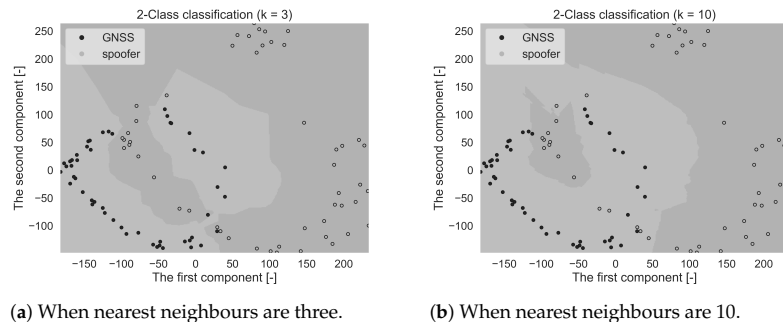 2-Class classification (k = 3)
GNSS
spoofer
The second component [-]
250
200
150
100
50
0
−50
−100
−150 −100 −50 0 50 100 150 200
The first component [-]
(a) When nearest neighbours are three.
2-Class classification (k = 10)
GNSS
spoofer
The second component [-]
250
200
150
100
50
0
−50
−100
−150 −100 −50 0 50 100 150 200
The first component [-]
(b) When nearest neighbours are 10.